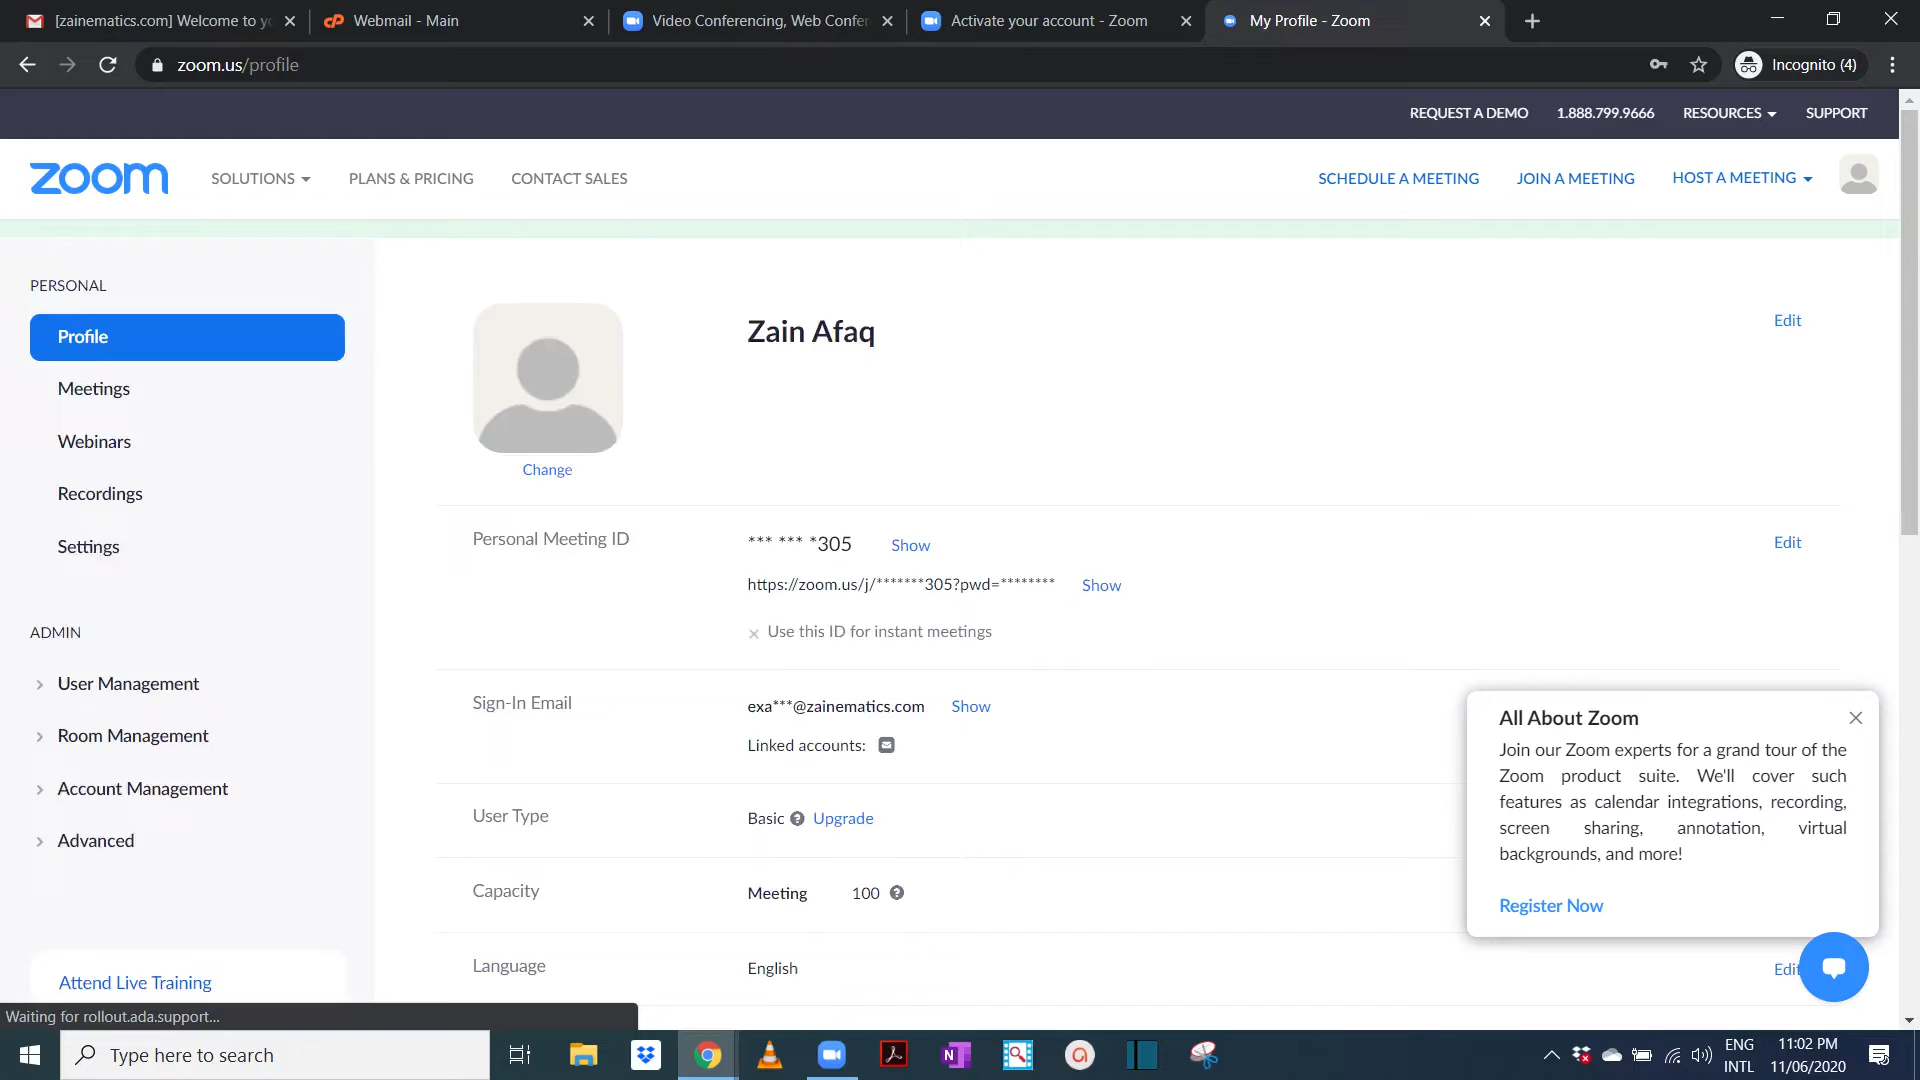 [zainematics.com] Welcome to yo
Webmail - Main
Video Conferencing, Web Confer
Activate your account - Zoom
My Profile - Zoom
zoom.us/profile
Incognito (4)
REQUEST A DEMO 1.888.799.9666 RESOURCES SUPPORT
zoom SOLUTIONS PLANS & PRICING CONTACT SALES SCHEDULE A MEETING JOIN A MEETING HOST A MEETING
PERSONAL
Profile
Meetings
Webinars
Recordings
Settings
ADMIN
User Management
Room Management
Account Management
Advanced
Attend Live Training
Zain Afaq Edit
Change
Personal Meeting ID *** *** *305 Show Edit
https://zoom.us/j/*******305?pwd=******** Show
Use this ID for instant meetings
Sign-In Email exa***@zainematics.com Show
Linked accounts:
User Type Basic Upgrade
Capacity Meeting 100
Language English Edit
All About Zoom
Join our Zoom experts for a grand tour of the
Zoom product suite. We'll cover such
features as calendar integrations, recording,
screen sharing, annotation, virtual
backgrounds, and more!
Register Now
Waiting for rollout.ada.support...
Type here to search
ENG
INTL
11:02 PM
11/06/2020